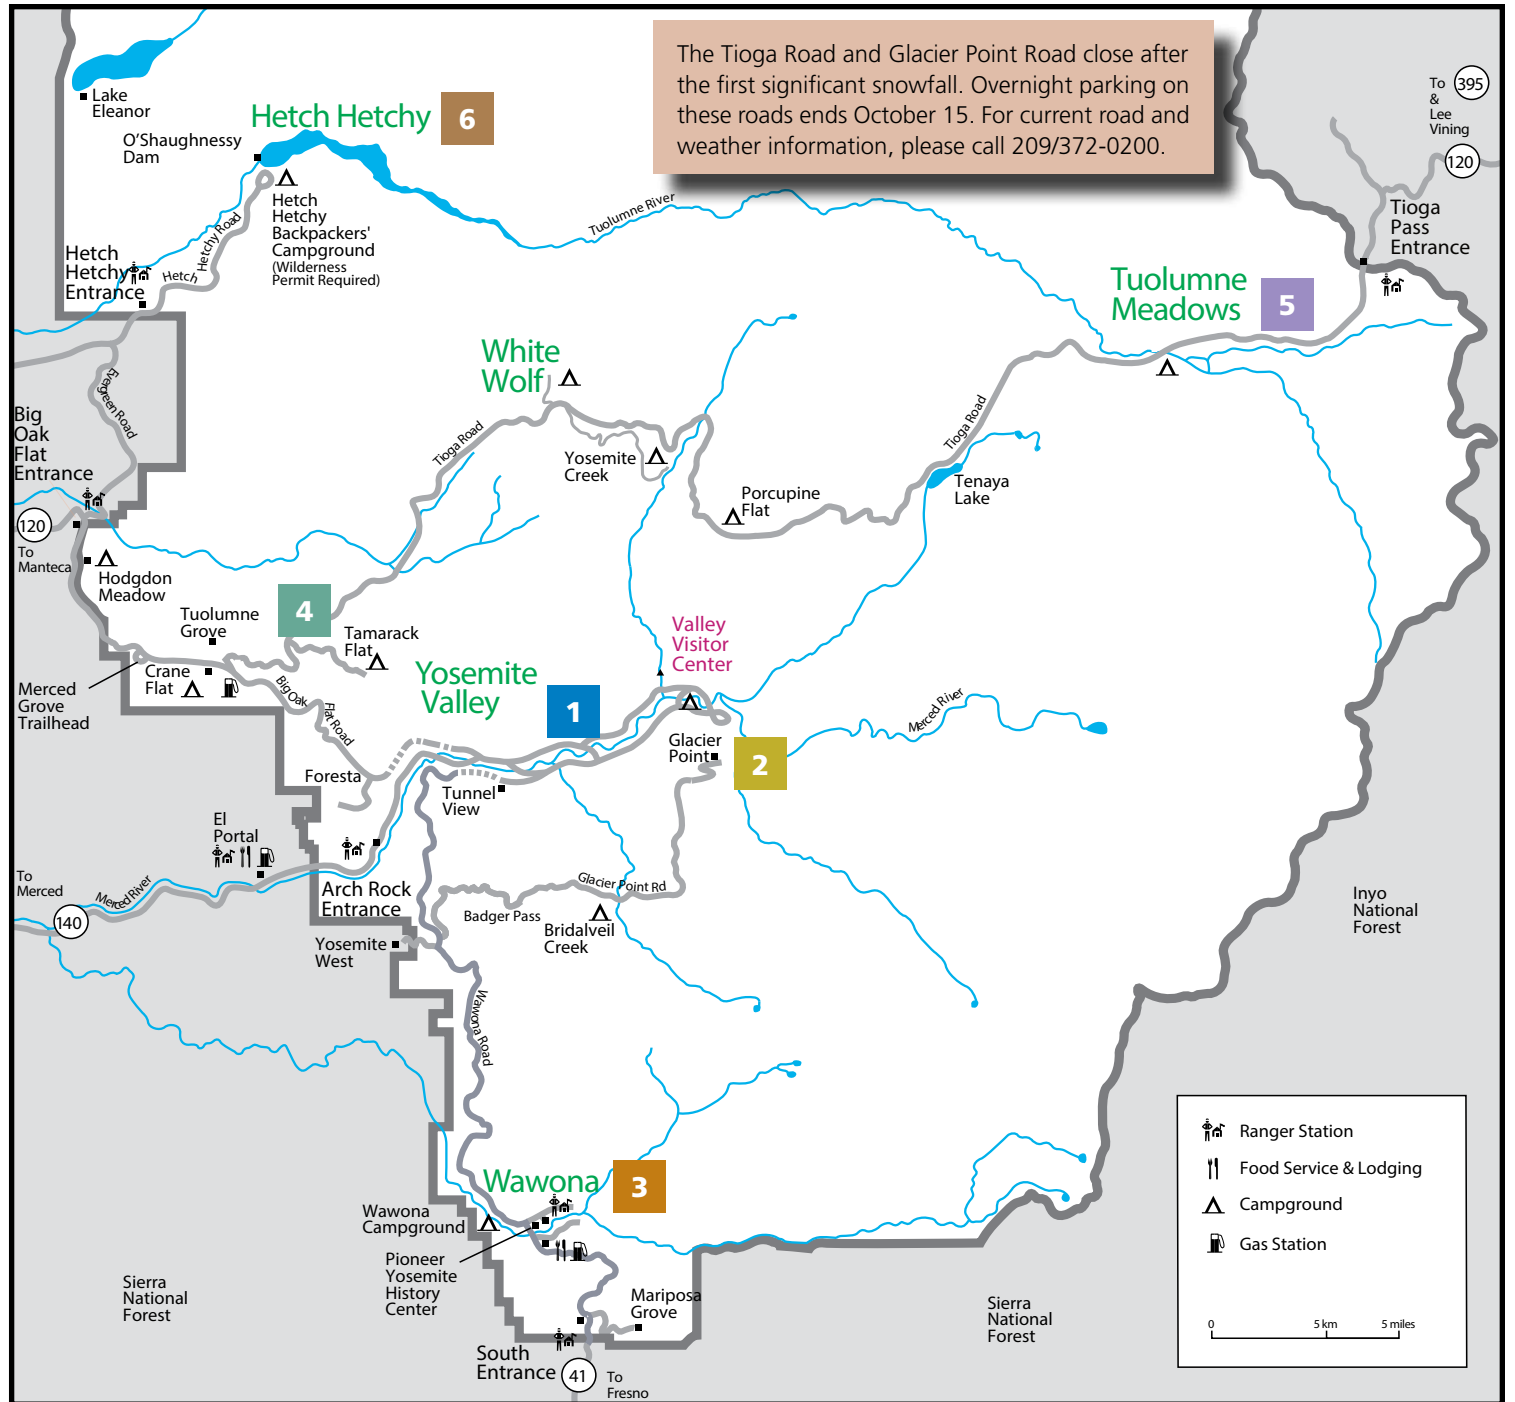 The Tioga Road and Glacier Point Road close after
the first significant snowfall. Overnight parking on
these roads ends October 15. For current road and
weather information, please call 209/372-0200.
To
&
Lee
Vining
395
120
Lake
Eleanor
Hetch Hetchy
6
O'Shaughnessy
Dam
Hetch
Hetchy
Backpackers'
Campground
(Wilderness
Permit Required)
Hetch Hetchy Road
Hetch
Hetchy
Entrance
Tuolumne River
Tioga
Pass
Entrance
Tuolumne
Meadows
5
White
Wolf
Evergreen Road
Big
Oak
Flat
Entrance
Tioga Road
Yosemite
Creek
Tioga Road
Tenaya
Lake
Porcupine
Flat
120
To
Manteca
Hodgdon
Meadow
4
Tuolumne
Grove
Tamarack
Flat
Valley
Visitor
Center
Crane
Flat
Merced
Grove
Trailhead
Big Oak
Flat Road
Yosemite
Valley
1
Merced River
Glacier
Point
2
Foresta
Tunnel
View
El
Portal
To
Merced
Merced River
140
Arch Rock
Entrance
Glacier Point Rd
Badger Pass
Bridalveil
Creek
Yosemite
West
Inyo
National
Forest
Wawona Road
Wawona
3
Wawona
Campground
Pioneer
Yosemite
History
Center
Mariposa
Grove
South
Entrance
41
To
Fresno
Sierra
National
Forest
Sierra
National
Forest
Ranger Station
Food Service & Lodging
Campground
Gas Station
0
5 km
5 miles